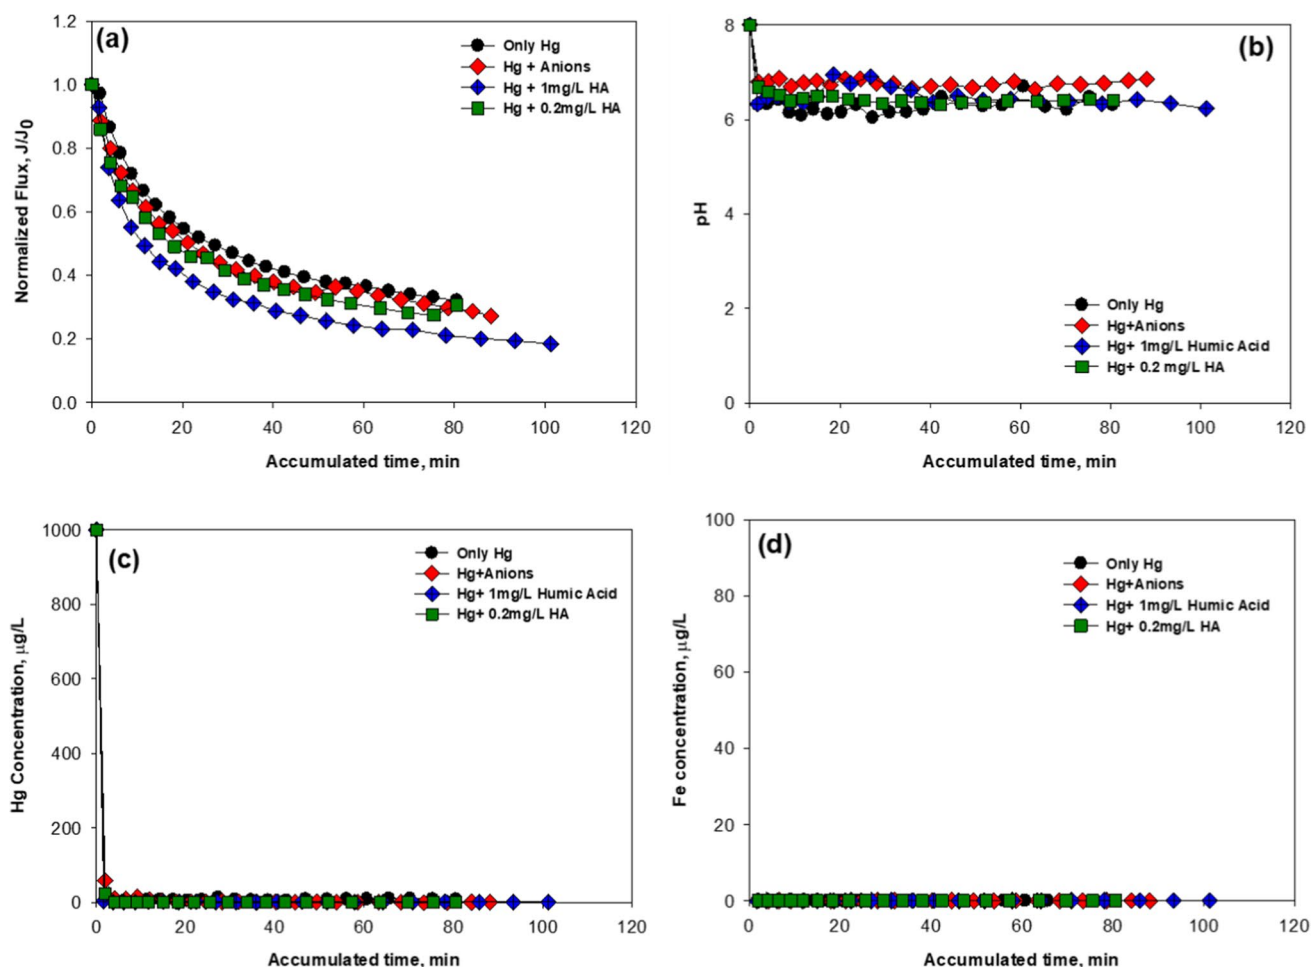 (a)
Only Hg
Hg + Anions
Hg + 1mg/L HA
Hg + 0.2mg/L HA
Normalized Flux, J/J0
1.2
1.0
0.8
0.6
0.4
0.2
0.0
0 20 40 60 80 100 120
Accumulated time, min
(b)
pH
8
6
4
2
0
Only Hg
Hg+Anions
Hg+ 1mg/L Humic Acid
Hg+ 0.2 mg/L HA
0 20 40 60 80 100 120
Accumulated time, min
(c)
Only Hg
Hg+Anions
Hg+ 1mg/L Humic Acid
Hg+ 0.2mg/L HA
Hg Concentration, µg/L
1000
800
600
400
200
0
0 20 40 60 80 100 120
Accumulated time, min
(d)
Only Hg
Hg+Anions
Hg+ 1mg/L Humic Acid
Hg+ 0.2mg/L HA
Fe concentration, µg/L
100
80
60
40
20
0
0 20 40 60 80 100 120
Accumulated time, min